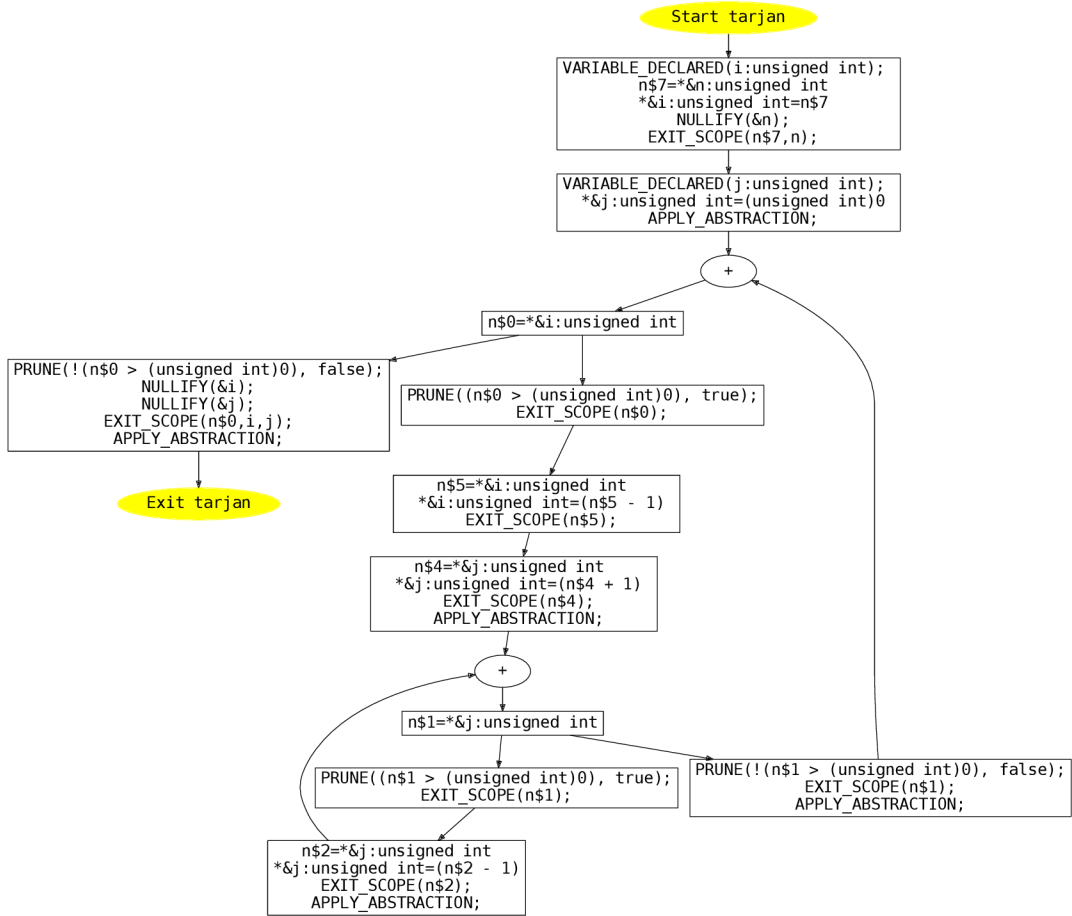 Start tarjan
VARIABLE_DECLARED(i:unsigned int);
n$7=*&n:unsigned int
*&i:unsigned int=n$7
NULLIFY(&n);
EXIT_SCOPE(n$7,n);
VARIABLE_DECLARED(j:unsigned int);
*&j:unsigned int=(unsigned int)0
APPLY_ABSTRACTION;
+
n$0=*&i:unsigned int
PRUNE(!(n$0 > (unsigned int)0), false);
NULLIFY(&i);
NULLIFY(&j);
EXIT_SCOPE(n$0,i,j);
APPLY_ABSTRACTION;
PRUNE((n$0 > (unsigned int)0), true);
EXIT_SCOPE(n$0);
Exit tarjan
n$5=*&i:unsigned int
*&i:unsigned int=(n$5 - 1)
EXIT_SCOPE(n$5);
n$4=*&j:unsigned int
*&j:unsigned int=(n$4 + 1)
EXIT_SCOPE(n$4);
APPLY_ABSTRACTION;
+
n$1=*&j:unsigned int
PRUNE((n$1 > (unsigned int)0), true);
EXIT_SCOPE(n$1);
PRUNE(!(n$1 > (unsigned int)0), false);
EXIT_SCOPE(n$1);
APPLY_ABSTRACTION;
n$2=*&j:unsigned int
*&j:unsigned int=(n$2 - 1)
EXIT_SCOPE(n$2);
APPLY_ABSTRACTION;